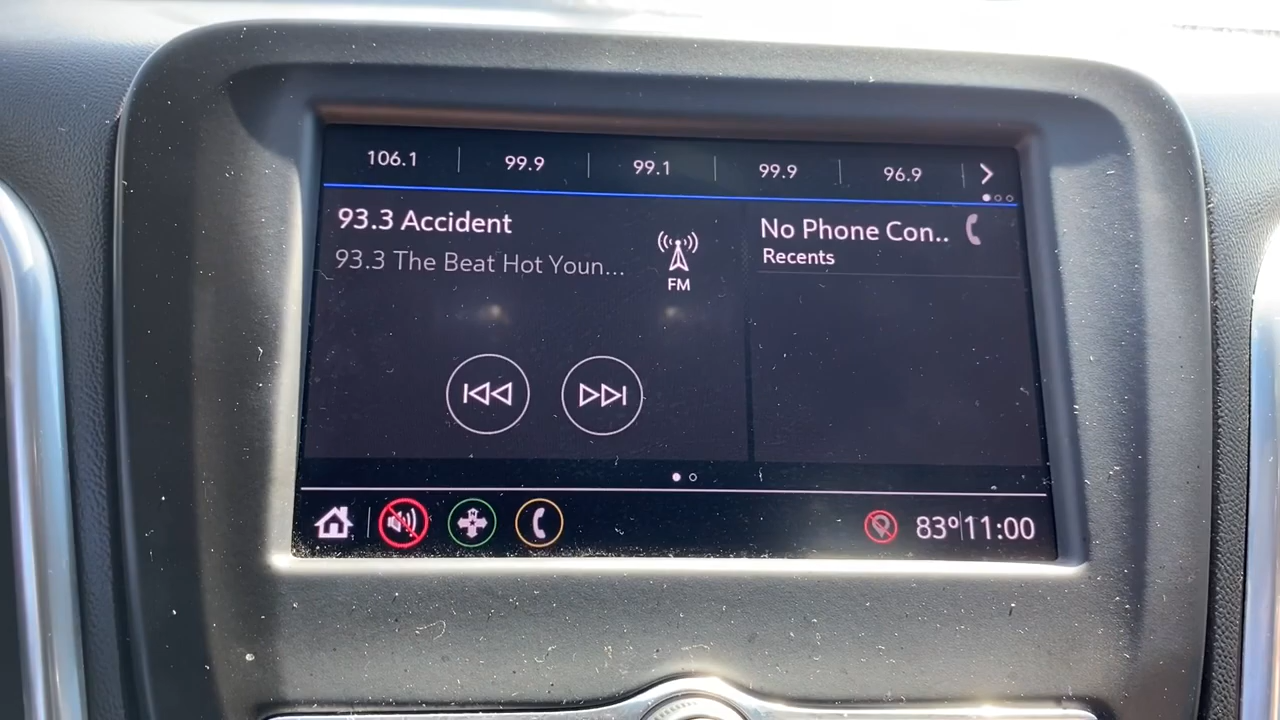 106.1 99.9 99.1 99.9 96.9
93.3 Accident
93.3 The Beat Hot Youn...
FM
No Phone Con..
Recents
83° 11:00